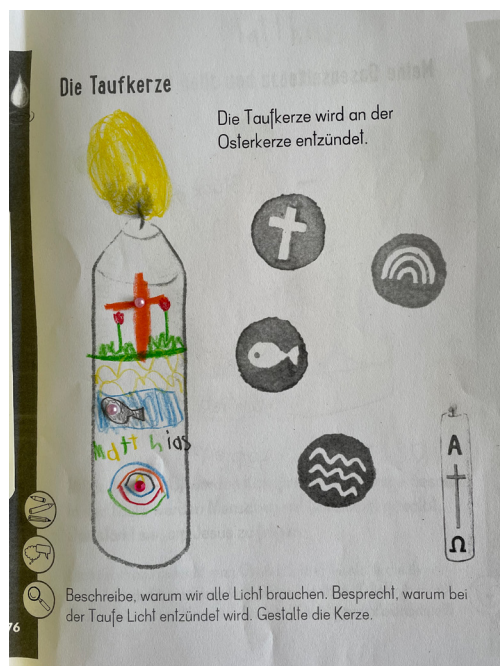 Die Taufkerze
Die Taufkerze wird an der
Osterkerze entzündet.
Matthias
A
Ω
Beschreibe, warum wir alle Licht brauchen. Besprecht, warum bei
der Taufe Licht entzündet wird. Gestalte die Kerze.
76